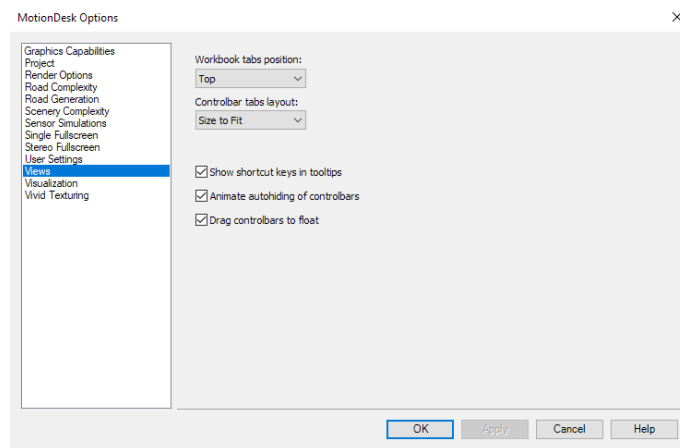 MotionDesk Options
Graphics Capabilities
Project
Render Options
Road Complexity
Road Generation
Scenery Complexity
Sensor Simulations
Single Fullscreen
Stereo Fullscreen
User Settings
Views
Visualization
Vivid Texturing
Workbook tabs position:
Top
Controlbar tabs layout:
Size to Fit
Show shortcut keys in tooltips
Animate autohiding of controlbars
Drag controlbars to float
OK
Apply
Cancel
Help